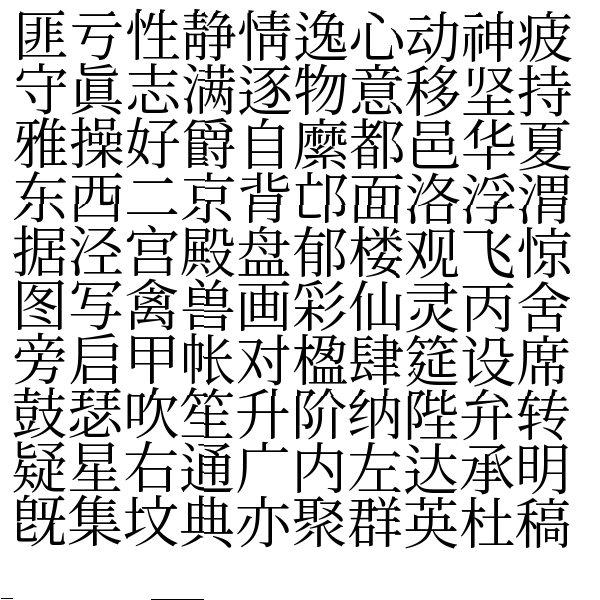 匪亏性静情逸心动神疲
守眞志满逐物意移坚持
雅操好爵自縻都邑华夏
东西二京背邙面洛浮渭
据泾宫殿盘郁楼观飞惊
图写禽兽画彩仙灵丙舍
旁启甲帐对楹肆筵设席
鼓瑟吹笙升阶纳陛弁转
疑星右通广内左达承明
旣集坟典亦聚群英杜稿